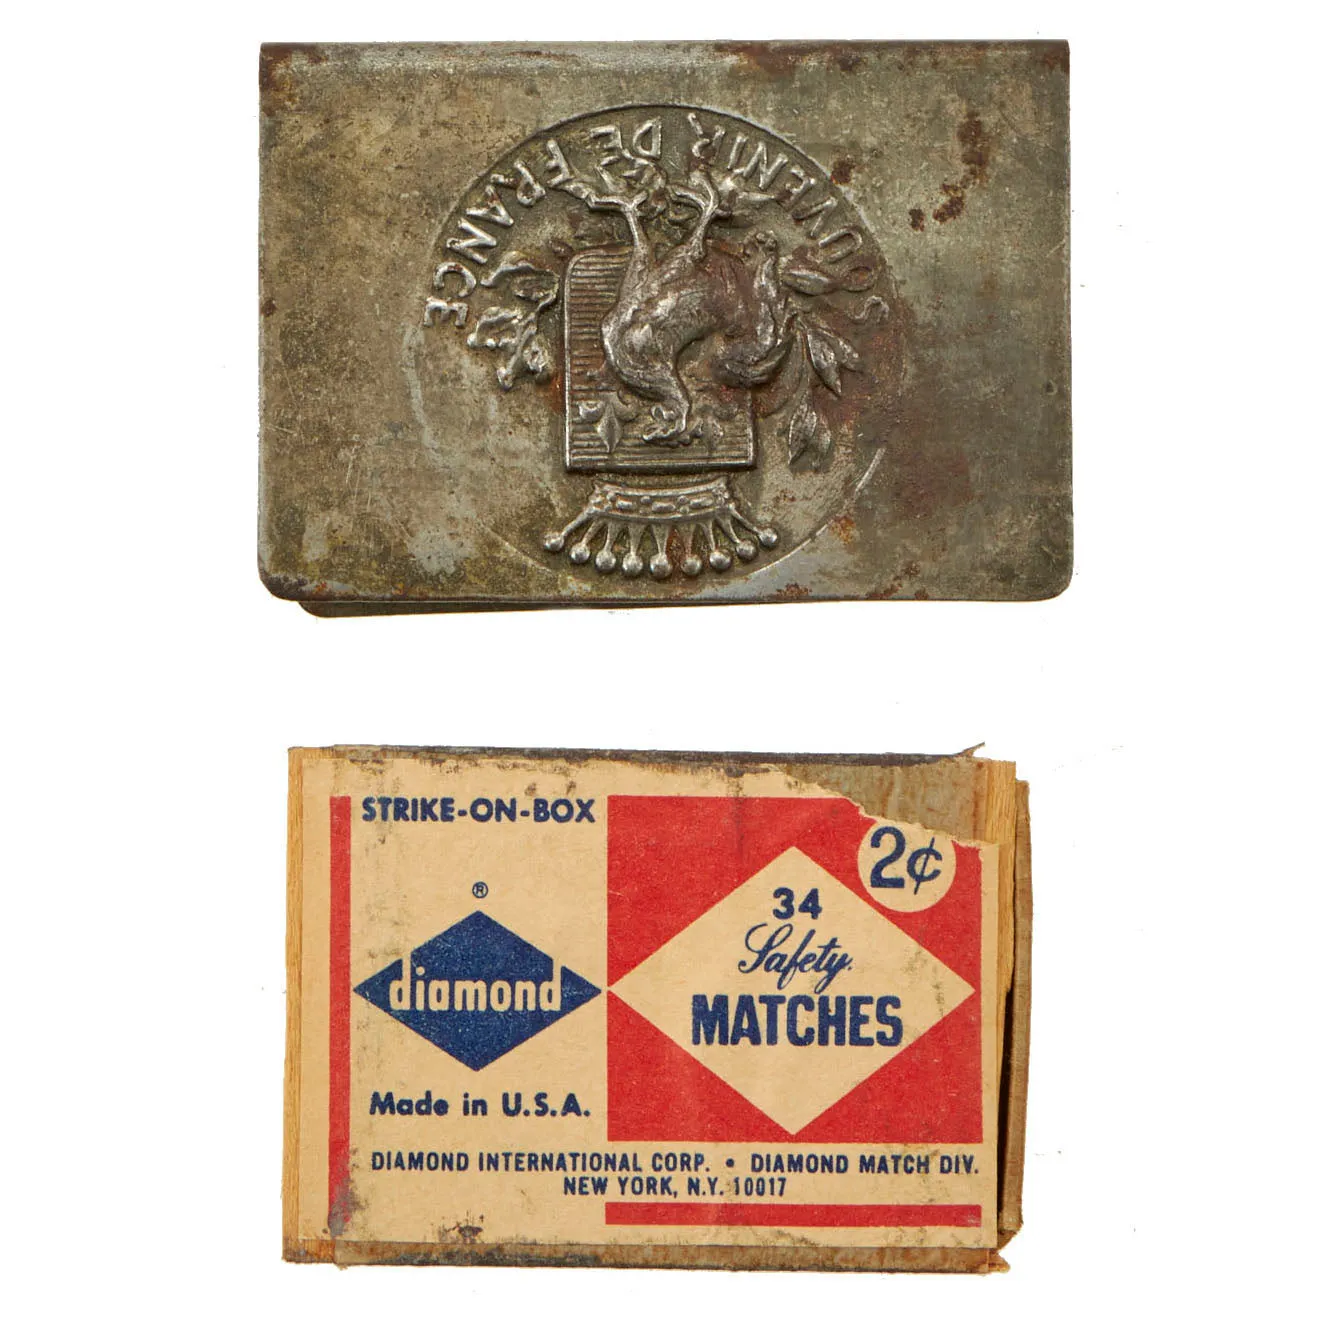 SOUVENIR DE FRANCE
STRIKE-ON-BOX
®
diamond
Made in U.S.A.
2¢
34
Safety
MATCHES
DIAMOND INTERNATIONAL CORP. • DIAMOND MATCH DIV.
NEW YORK, N.Y. 10017